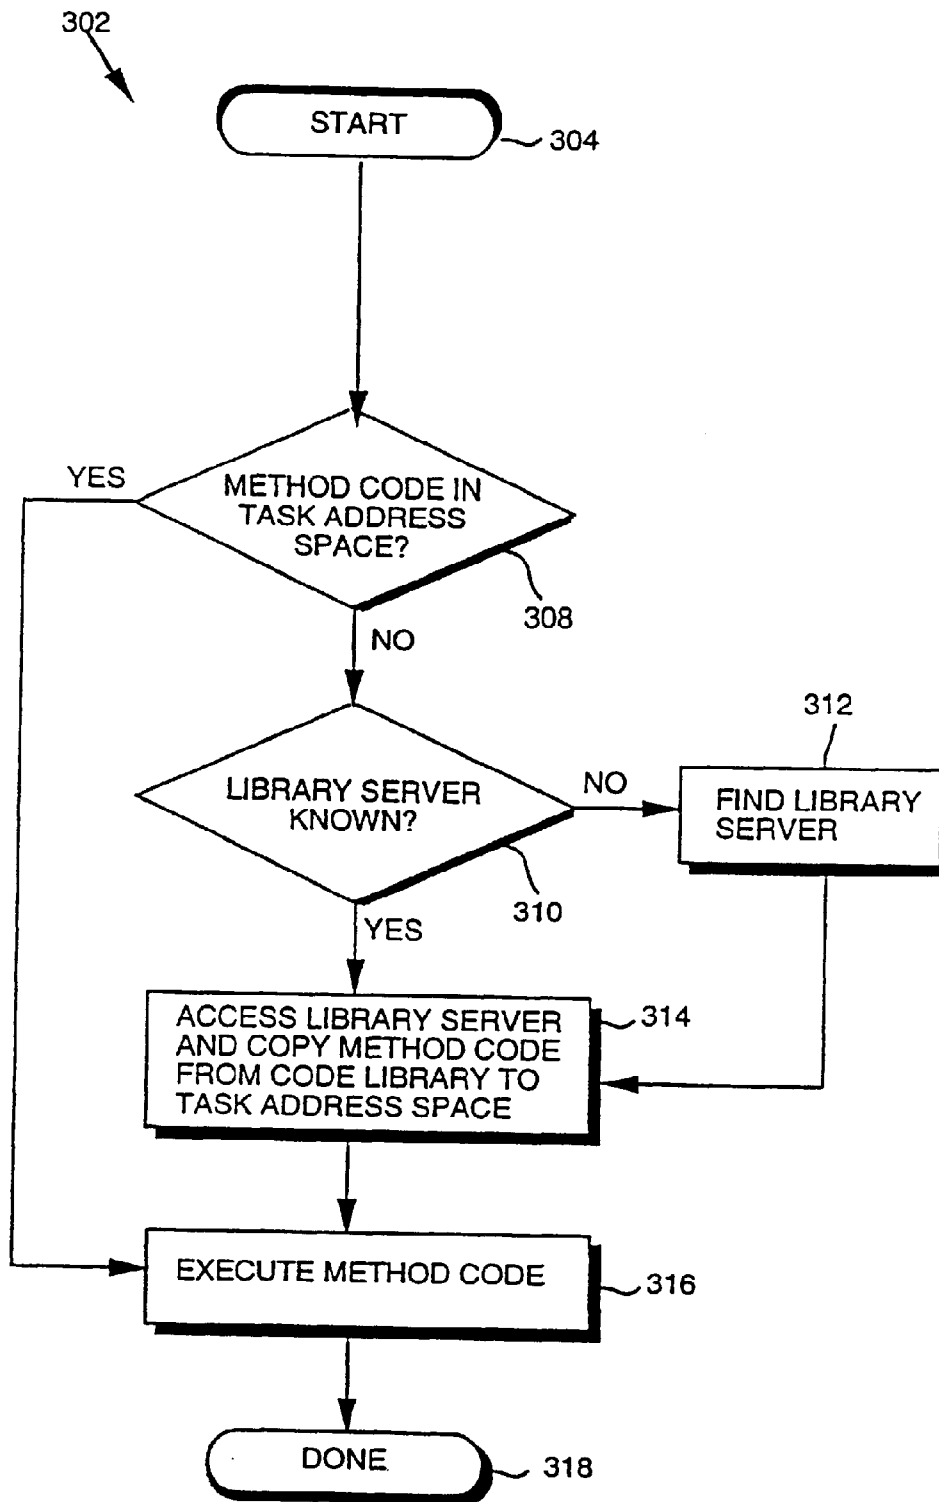 302
START
304
YES
METHOD CODE IN
TASK ADDRESS
SPACE?
308
NO
312
LIBRARY SERVER
KNOWN?
NO
FIND LIBRARY
SERVER
310
YES
ACCESS LIBRARY SERVER
AND COPY METHOD CODE
FROM CODE LIBRARY TO
TASK ADDRESS SPACE
314
EXECUTE METHOD CODE
316
DONE
318